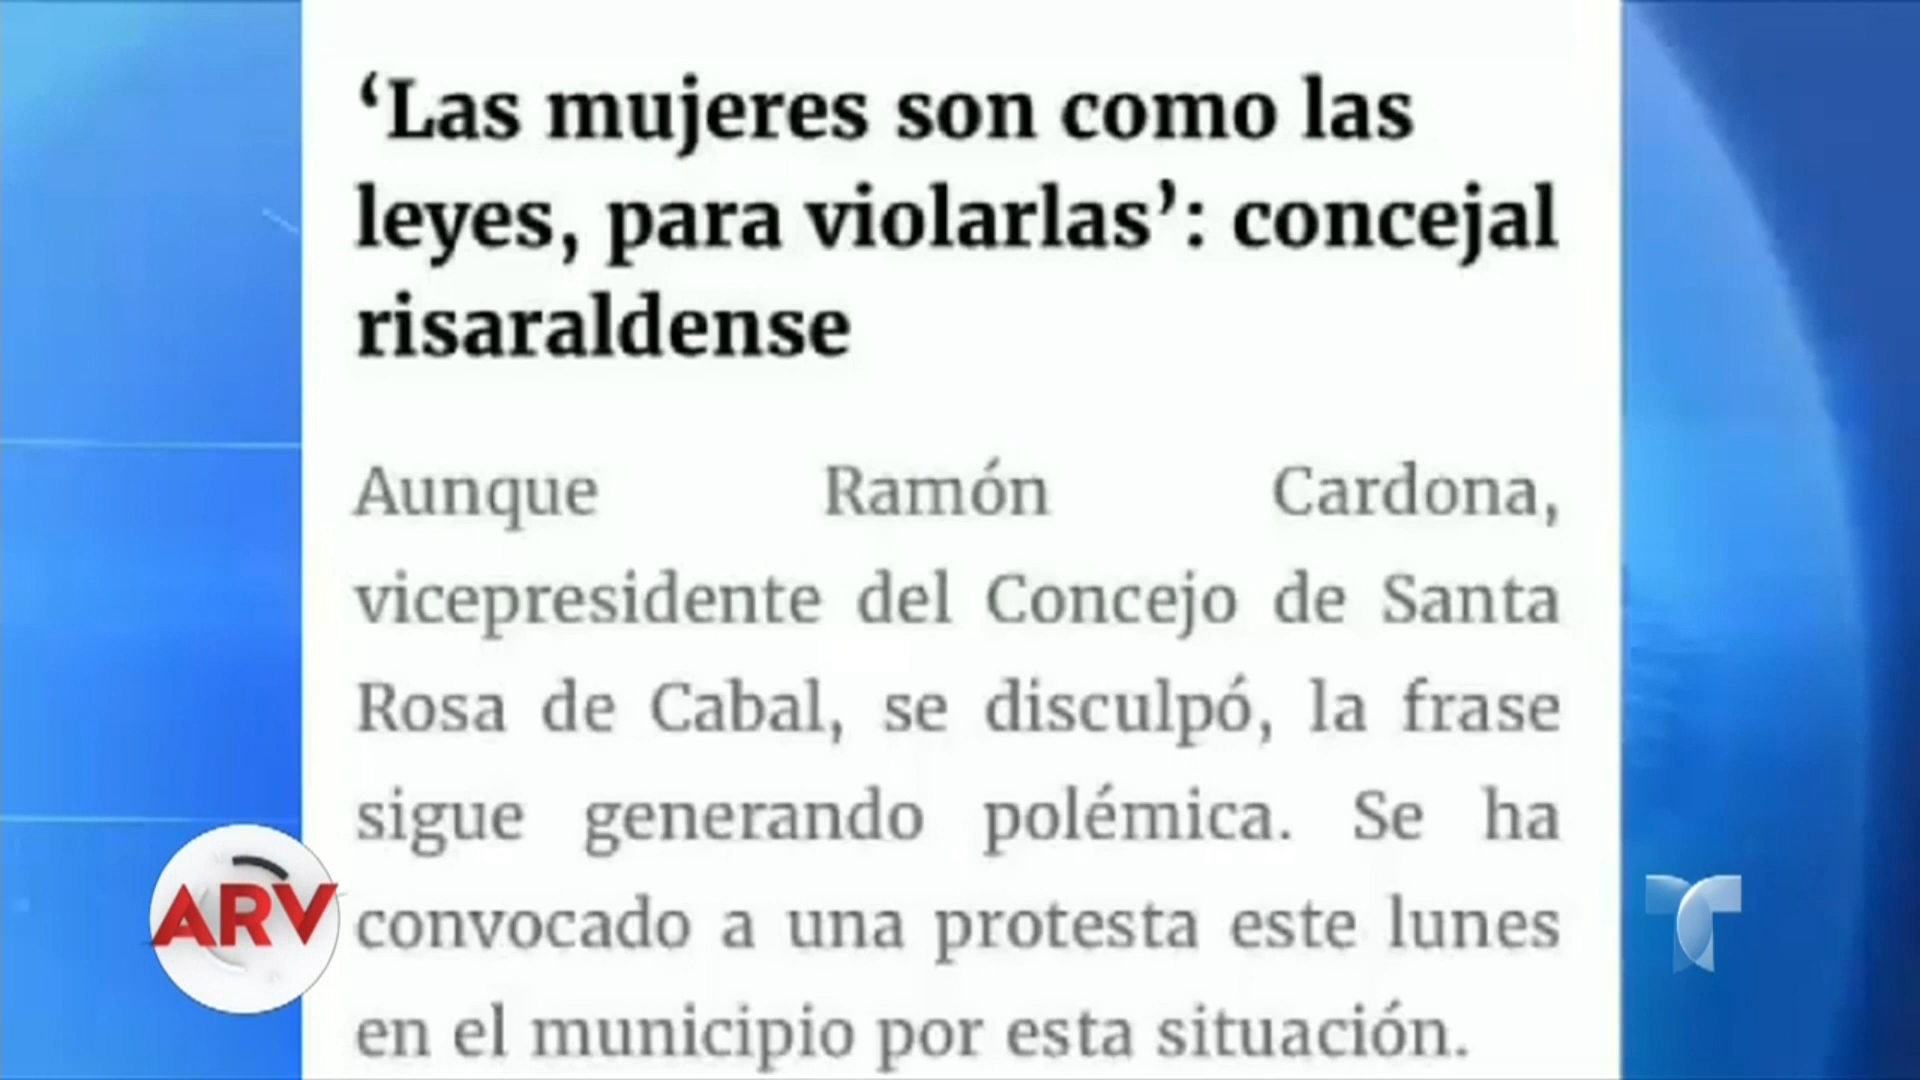 ‘Las mujeres son como las
leyes, para violarlas’: concejal
risaraldense
Aunque Ramón Cardona,
vicepresidente del Concejo de Santa
Rosa de Cabal, se disculpó, la frase
sigue generando polémica. Se ha
convocado a una protesta este lunes
en el municipio por esta situación.
ARV